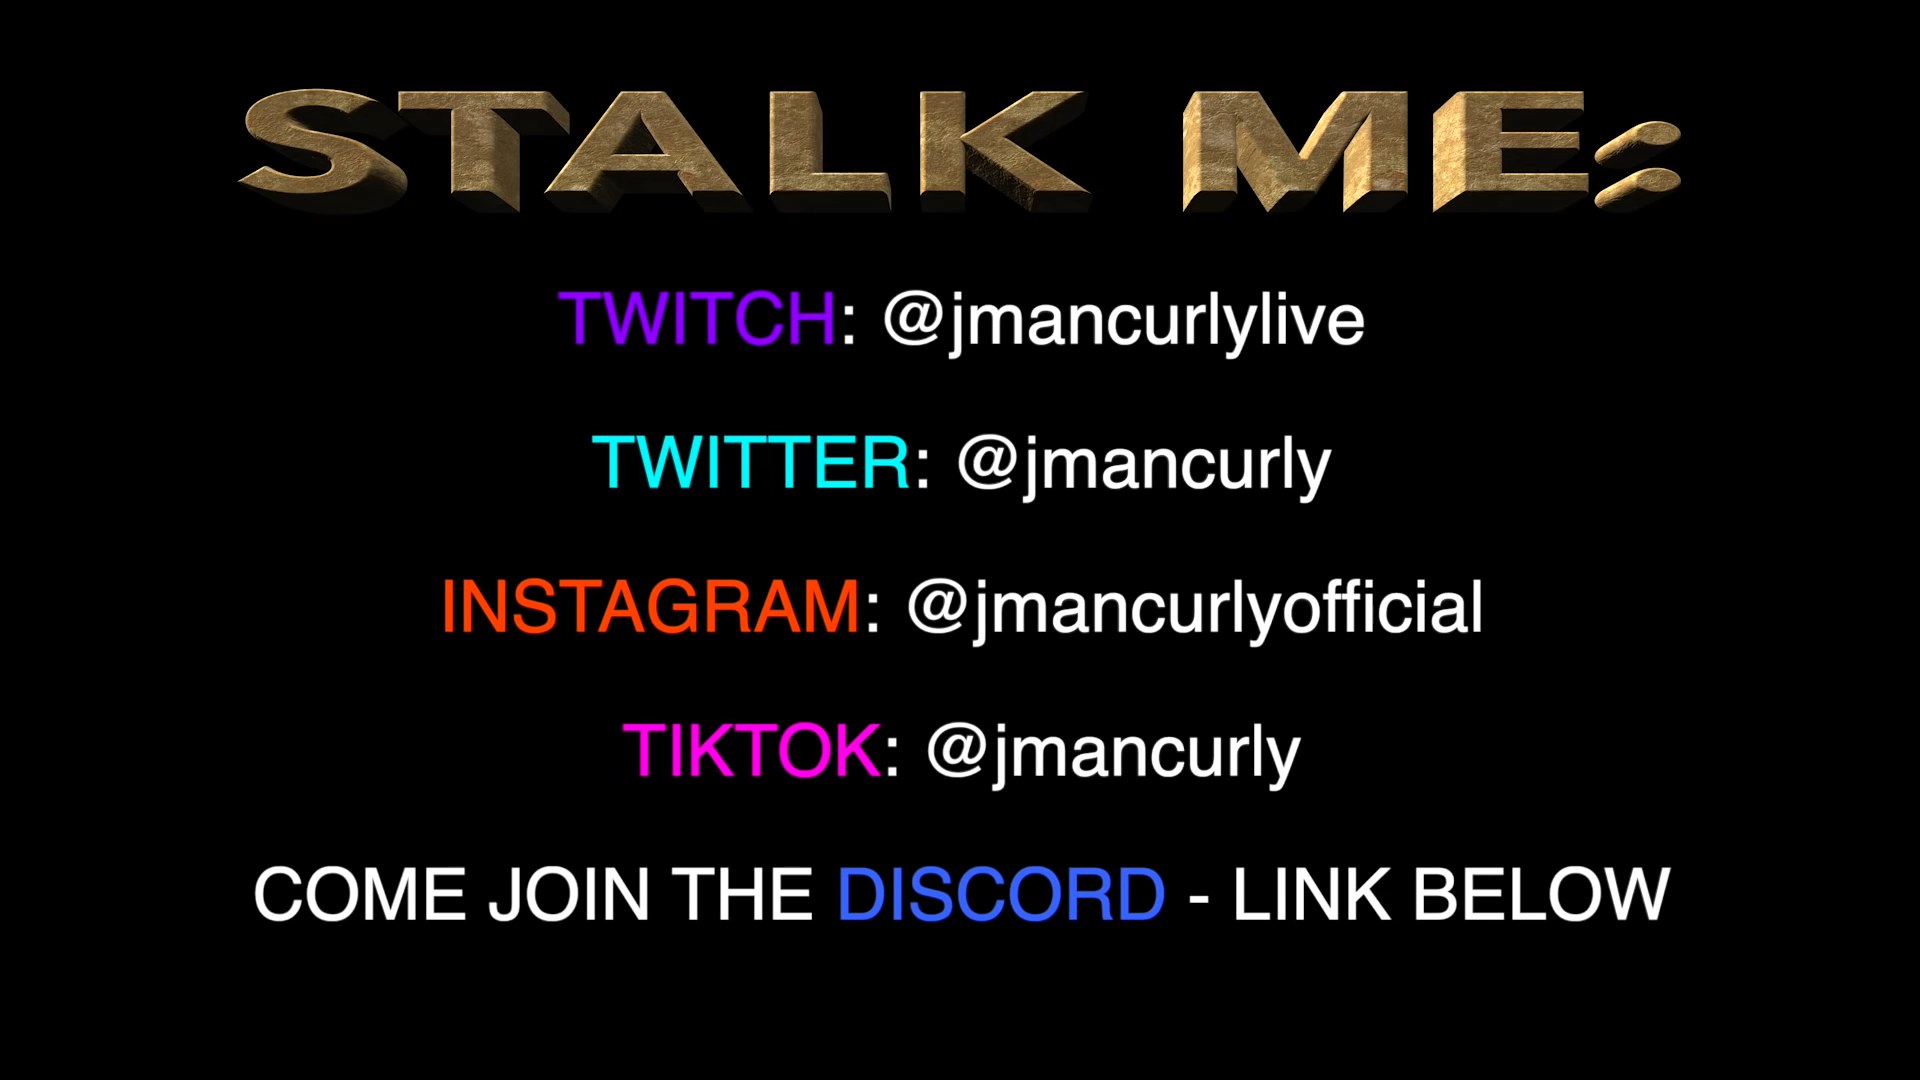 STALK ME:
TWITCH: @jmancurlylive
TWITTER: @jmancurly
INSTAGRAM: @jmancurlyofficial
TIKTOK: @jmancurly
COME JOIN THE DISCORD - LINK BELOW